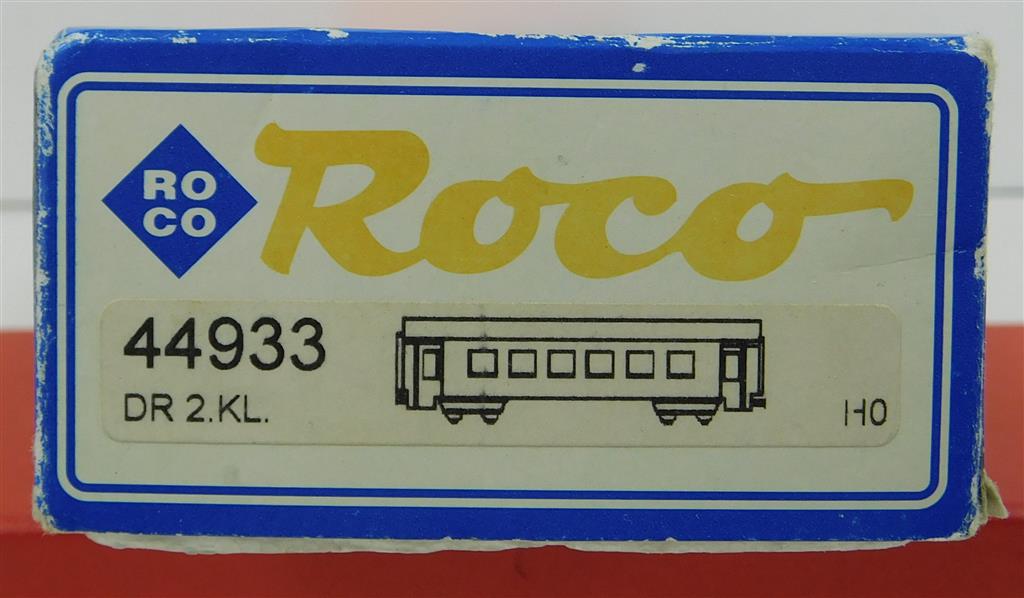 RO
CO
Roco
44933
DR 2.KL.
H0